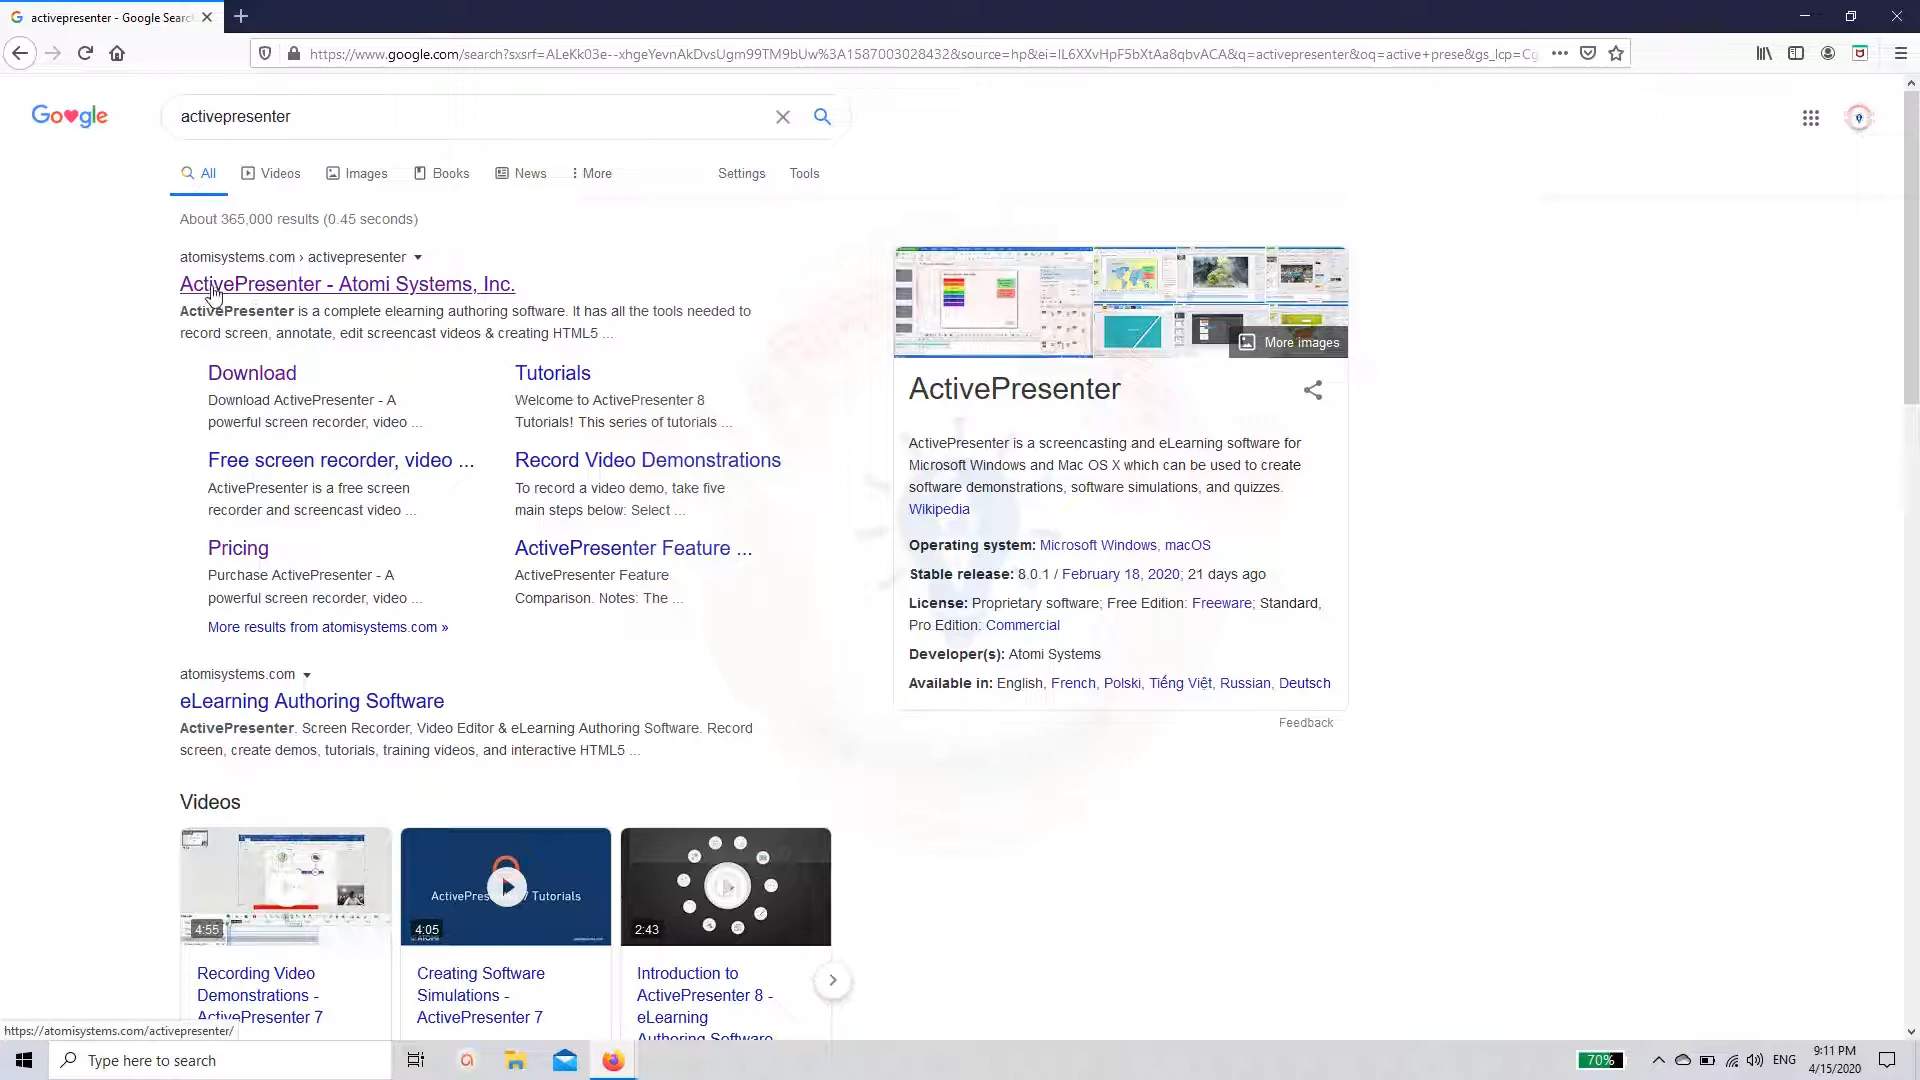 activepresenter - Google Searc
https://www.google.com/search?sxsrf=ALeKk03e--xhgeYevnAkDvsUgm99TM9bUw%3A1587003028432&source=hp&ei=lL6XXvHpF5bXtAa8qbvACA&q=activepresenter&oq=active+prese&gs_lcp=Cg
Google
activepresenter
All Videos Images Books News More Settings Tools
About 365,000 results (0.45 seconds)
atomisystems.com › activepresenter
ActivePresenter - Atomi Systems, Inc.
ActivePresenter is a complete elearning authoring software. It has all the tools needed to
record screen, annotate, edit screencast videos & creating HTML5 ...
Download
Download ActivePresenter - A
powerful screen recorder, video ...
Tutorials
Welcome to ActivePresenter 8
Tutorials! This series of tutorials ...
Free screen recorder, video ...
ActivePresenter is a free screen
recorder and screencast video ...
Record Video Demonstrations
To record a video demo, take five
main steps below: Select ...
Pricing
Purchase ActivePresenter - A
powerful screen recorder, video ...
ActivePresenter Feature ...
ActivePresenter Feature
Comparison. Notes: The ...
More results from atomisystems.com »
atomisystems.com
eLearning Authoring Software
ActivePresenter. Screen Recorder, Video Editor & eLearning Authoring Software. Record
screen, create demos, tutorials, training videos, and interactive HTML5 ...
Videos
4:55
Recording Video
Demonstrations -
ActivePresenter 7
4:05
Creating Software
Simulations -
ActivePresenter 7
2:43
Introduction to
ActivePresenter 8 -
eLearning
Authoring Software
More images
ActivePresenter
ActivePresenter is a screencasting and eLearning software for
Microsoft Windows and Mac OS X which can be used to create
software demonstrations, software simulations, and quizzes.
Wikipedia
Operating system: Microsoft Windows, macOS
Stable release: 8.0.1 / February 18, 2020; 21 days ago
License: Proprietary software; Free Edition: Freeware; Standard,
Pro Edition: Commercial
Developer(s): Atomi Systems
Available in: English, French, Polski, Tiếng Việt, Russian, Deutsch
Feedback
https://atomisystems.com/activepresenter/
Type here to search
70%
ENG
9:11 PM
4/15/2020